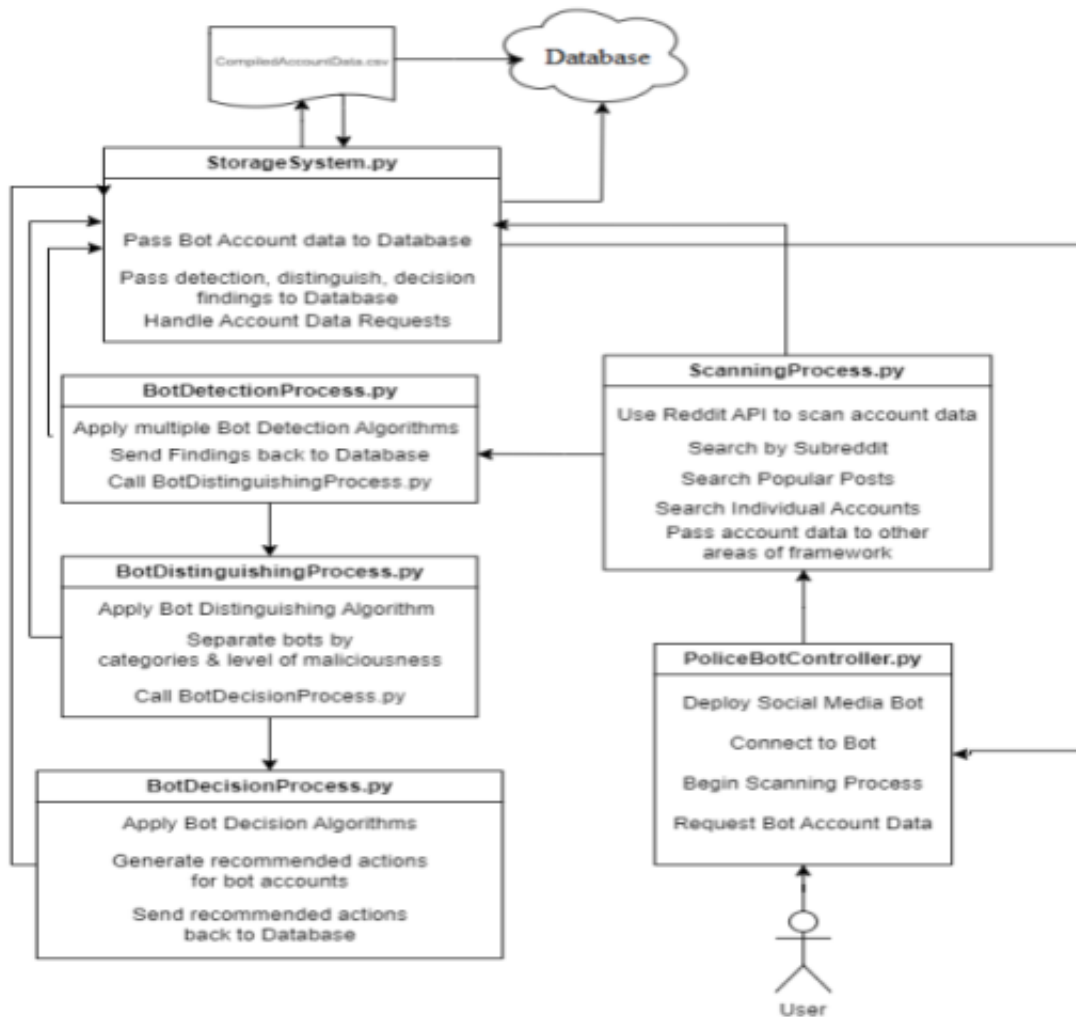 CompiledAccountData.csv
Database
StorageSystem.py
Pass Bot Account data to Database
Pass detection, distinguish, decision
findings to Database
Handle Account Data Requests
BotDetectionProcess.py
Apply multiple Bot Detection Algorithms
Send Findings back to Database
Call BotDistinguishingProcess.py
BotDistinguishingProcess.py
Apply Bot Distinguishing Algorithm
Separate bots by
categories & level of maliciousness
Call BotDecisionProcess.py
BotDecisionProcess.py
Apply Bot Decision Algorithms
Generate recommended actions
for bot accounts
Send recommended actions
back to Database
ScanningProcess.py
Use Reddit API to scan account data
Search by Subreddit
Search Popular Posts
Search Individual Accounts
Pass account data to other
areas of framework
PoliceBotController.py
Deploy Social Media Bot
Connect to Bot
Begin Scanning Process
Request Bot Account Data
User